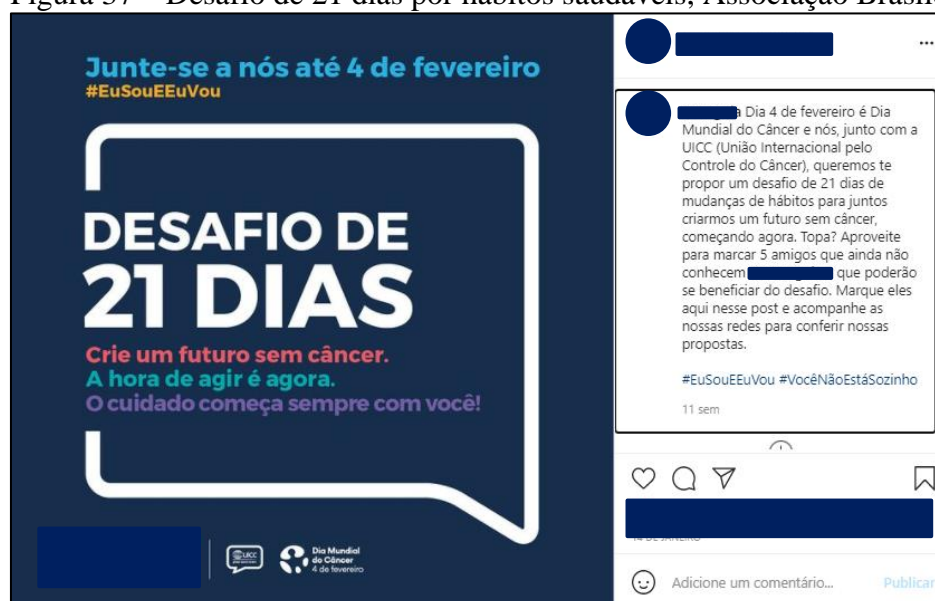 Figura 37 – Desafio de 21 dias por hábitos saudáveis, Associação
Junte-se a nós até 4 de fevereiro
#EuSouEEuVou
DESAFIO DE
21 DIAS
Crie um futuro sem câncer.
A hora de agir é agora.
O cuidado começa sempre com você!
UICC
Dia Mundial
do Câncer
4 de fevereiro
Dia 4 de fevereiro é Dia
Mundial do Câncer e nós, junto com a
UICC (União Internacional pelo
Controle do Câncer), queremos te
propor um desafio de 21 dias de
mudanças de hábitos para juntos
criarmos um futuro sem câncer,
começando agora. Topa? Aproveite
para marcar 5 amigos que ainda não
conhecem que poderão
se beneficiar do desafio. Marque eles
aqui nesse post e acompanhe as
nossas redes para conferir nossas
propostas.
#EuSouEEuVou #VocêNãoEstáSozinho
11 sem
14 DE JANEIRO
Adicione um comentário...
Publicar